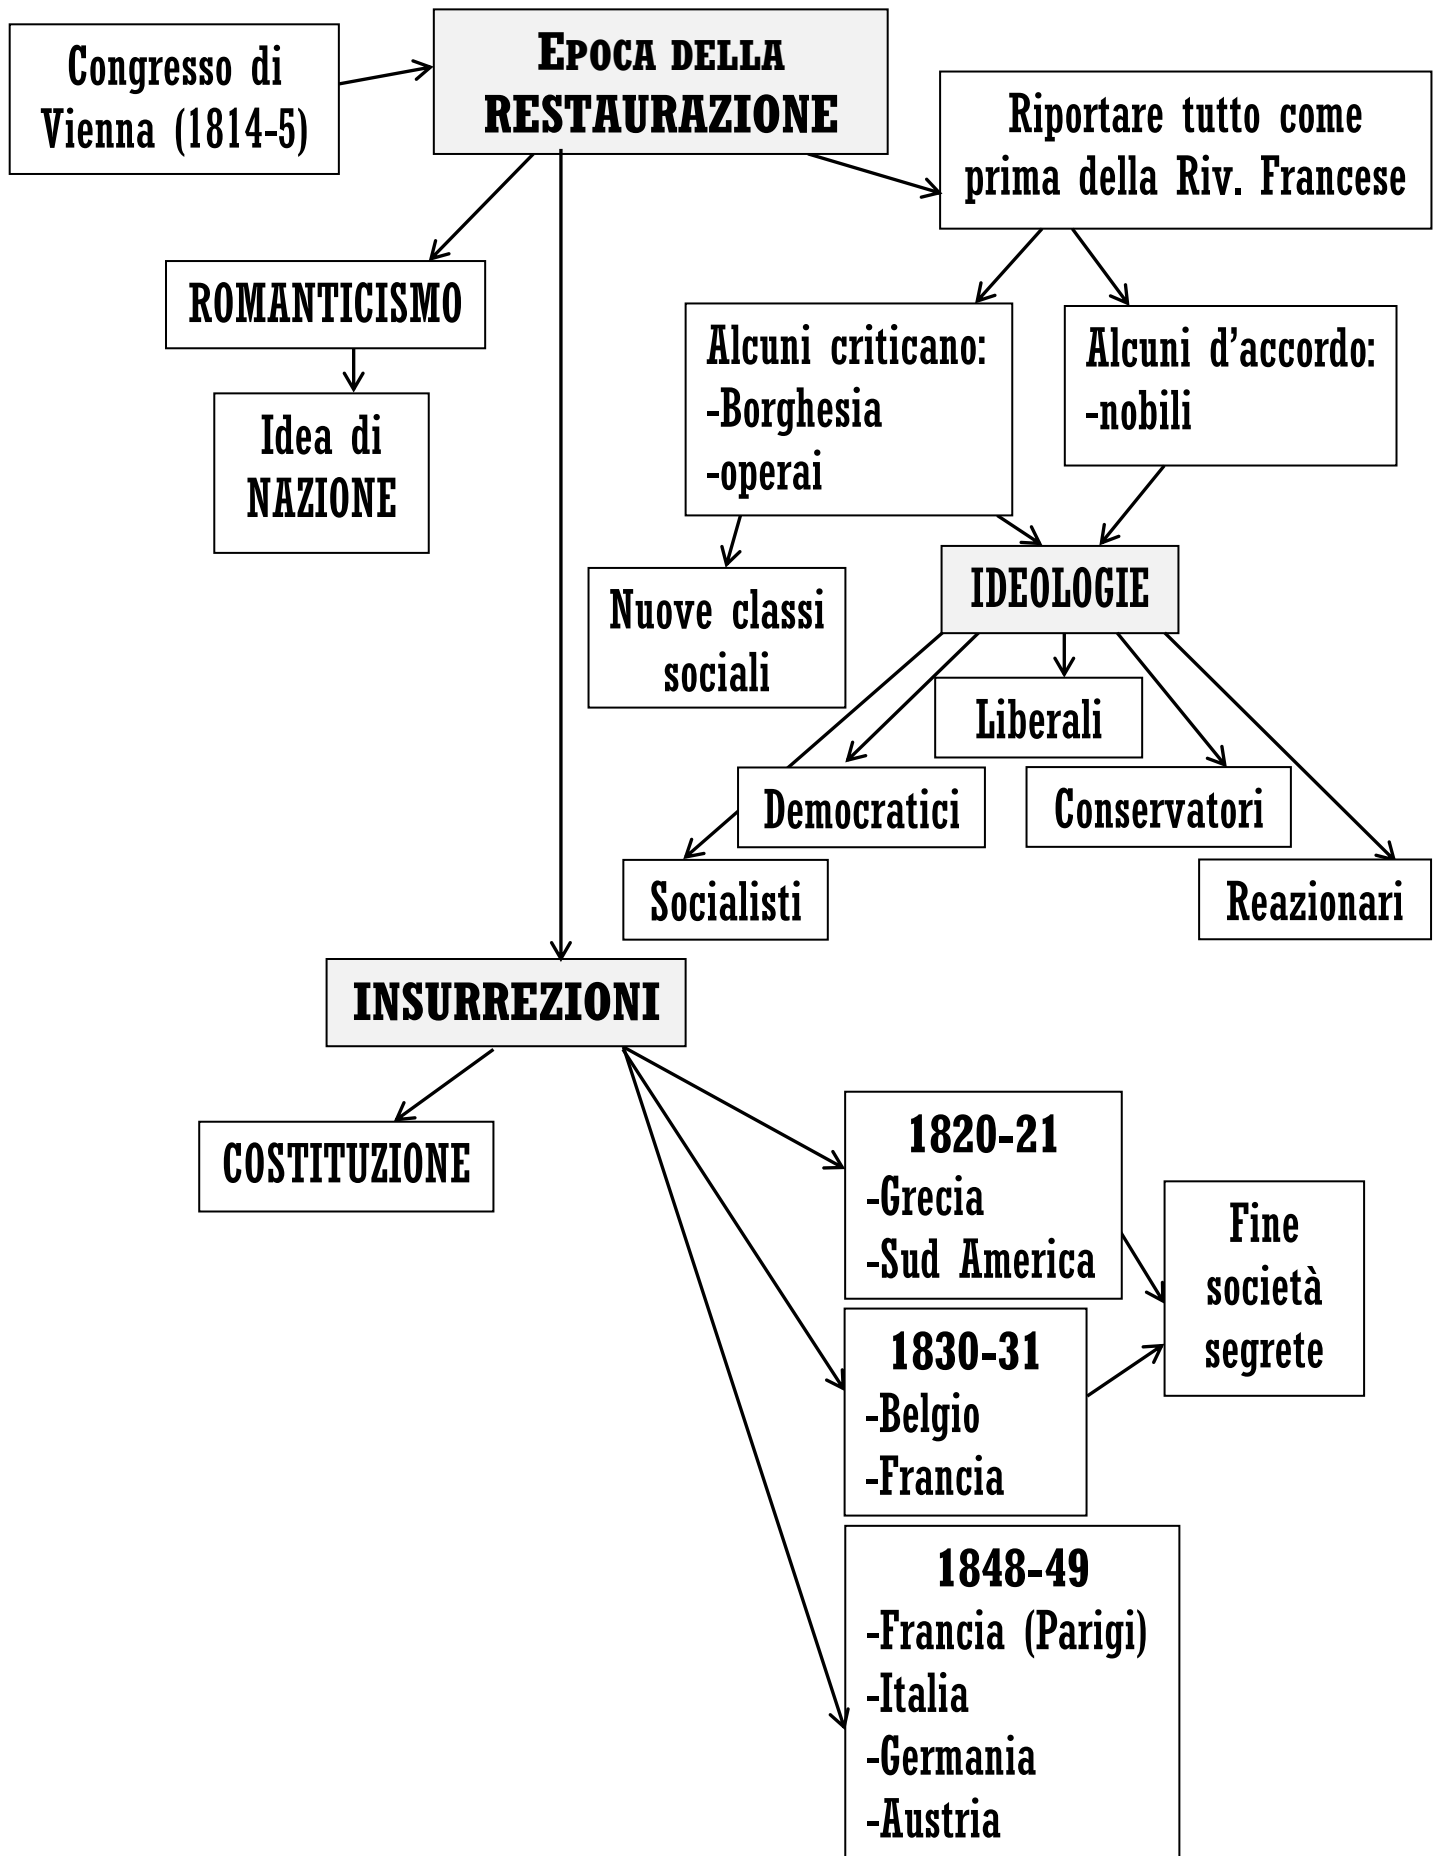 Congresso di
Vienna (1814-5)
EPOCA DELLA
RESTAURAZIONE
Riportare tutto come
prima della Riv. Francese
ROMANTICISMO
Idea di
NAZIONE
Alcuni criticano:
-Borghesia
-operai
Alcuni d'accordo:
-nobili
Nuove classi
sociali
IDEOLOGIE
Liberali
Democratici
Conservatori
Socialisti
Reazionari
INSURREZIONI
COSTITUZIONE
1820-21
-Grecia
-Sud America
Fine
società
segrete
1830-31
-Belgio
-Francia
1848-49
-Francia (Parigi)
-Italia
-Germania
-Austria